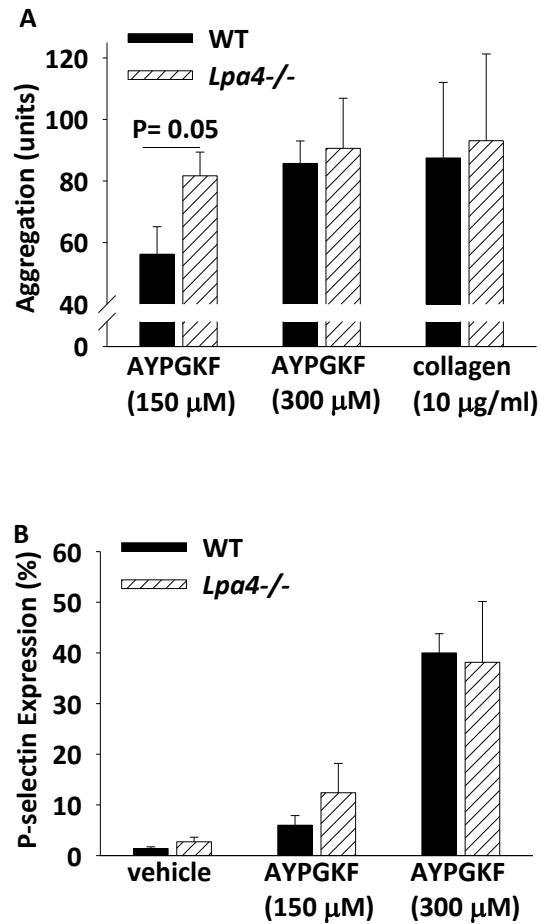 A
WT
Lpa4-/-
P= 0.05
Aggregation (units)
120
100
80
60
40
0
AYPGKF
(150 μM)
AYPGKF
(300 μM)
collagen
(10 μg/ml)
B
WT
Lpa4-/-
P-selectin Expression (%)
60
50
40
30
20
10
0
vehicle
AYPGKF
(150 μM)
AYPGKF
(300 μM)